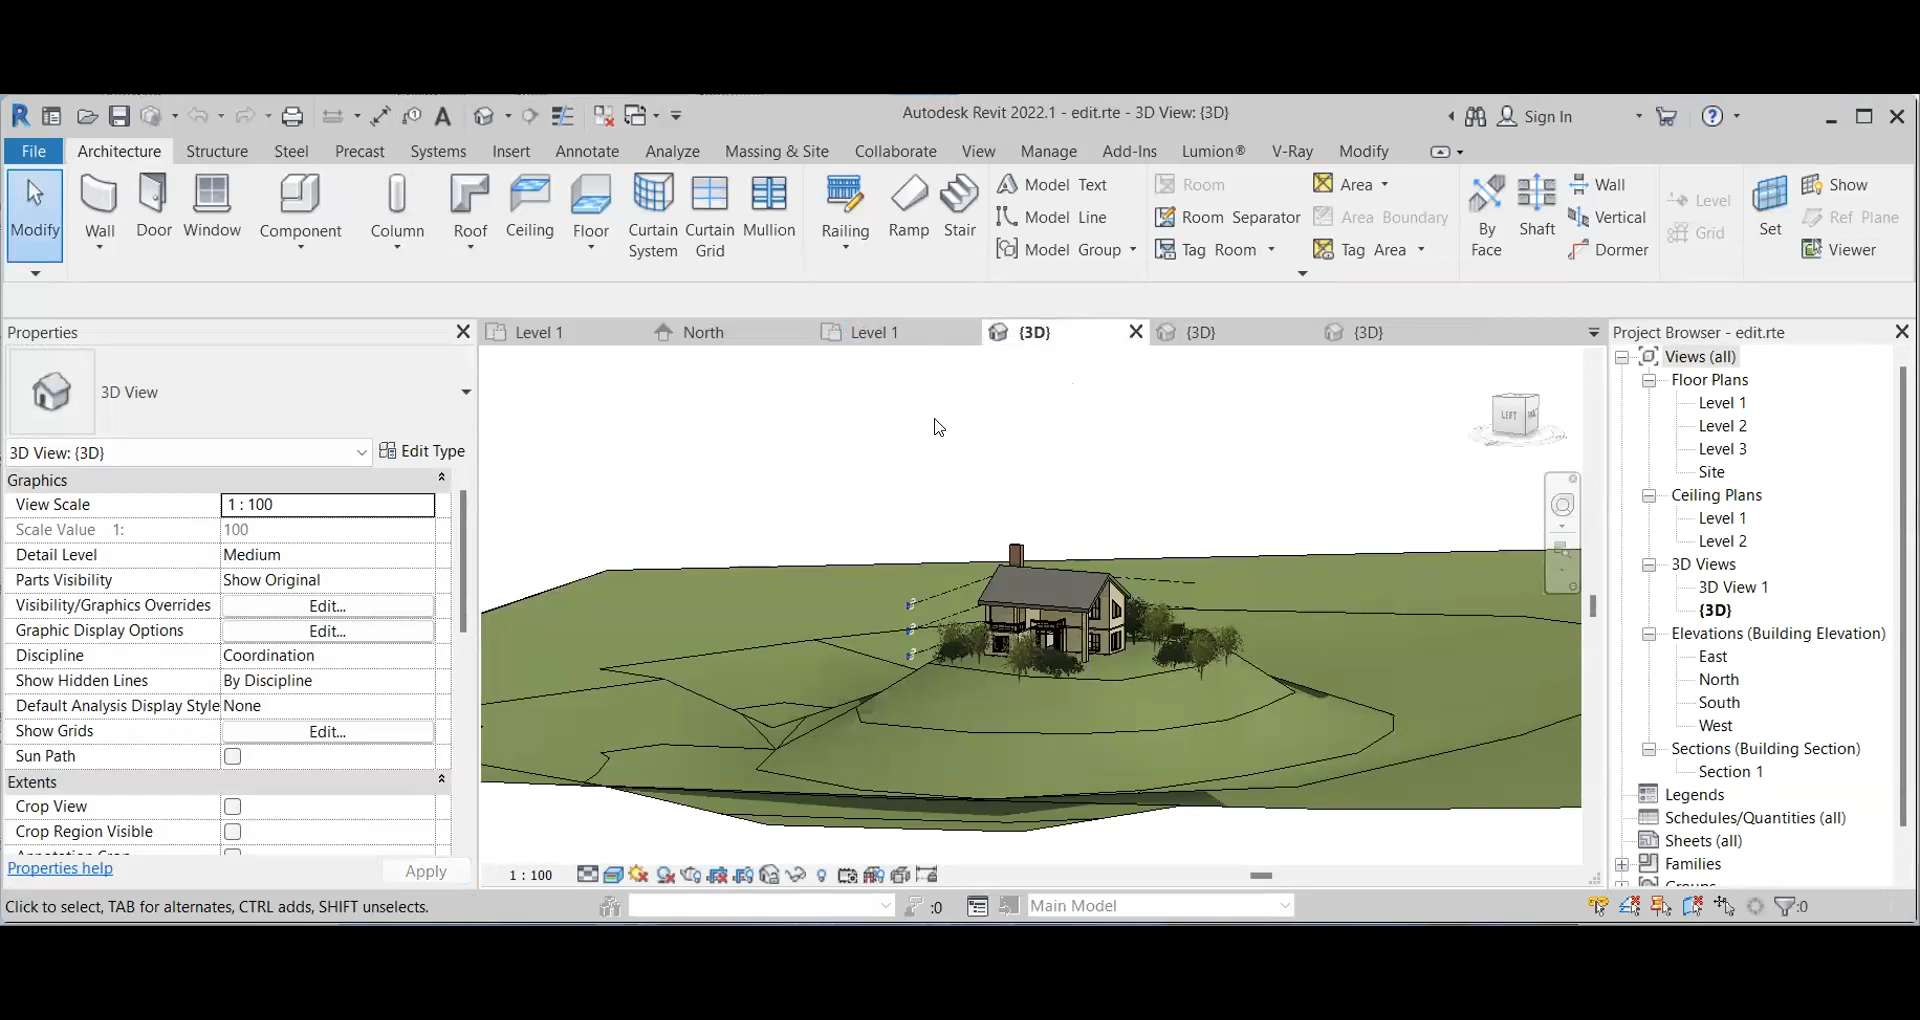 Autodesk Revit 2022.1 - edit.rte - 3D View: {3D}
Sign In
File Architecture Structure Steel Precast Systems Insert Annotate Analyze Massing & Site Collaborate View Manage Add-Ins Lumion® V-Ray Modify
Modify
Wall
Door
Window
Component
Column
Roof
Ceiling
Floor
Curtain System
Curtain Grid
Mullion
Railing
Ramp
Stair
Model Text
Model Line
Model Group
Room
Room Separator
Tag Room
Area
Area Boundary
Tag Area
By Face
Shaft
Wall
Vertical
Dormer
Level
Grid
Set
Show
Ref Plane
Viewer
Properties
3D View
3D View: {3D}
Edit Type
Graphics
View Scale 1 : 100
Scale Value 1: 100
Detail Level Medium
Parts Visibility Show Original
Visibility/Graphics Overrides Edit...
Graphic Display Options Edit...
Discipline Coordination
Show Hidden Lines By Discipline
Default Analysis Display Style None
Show Grids Edit...
Sun Path
Extents
Crop View
Crop Region Visible
Properties help
Apply
Level 1
North
Level 1
{3D}
{3D}
{3D}
LEFT
1 : 100
Project Browser - edit.rte
Views (all)
Floor Plans
Level 1
Level 2
Level 3
Site
Ceiling Plans
Level 1
Level 2
3D Views
3D View 1
{3D}
Elevations (Building Elevation)
East
North
South
West
Sections (Building Section)
Section 1
Legends
Schedules/Quantities (all)
Sheets (all)
Families
Click to select, TAB for alternates, CTRL adds, SHIFT unselects.
:0
Main Model
:0